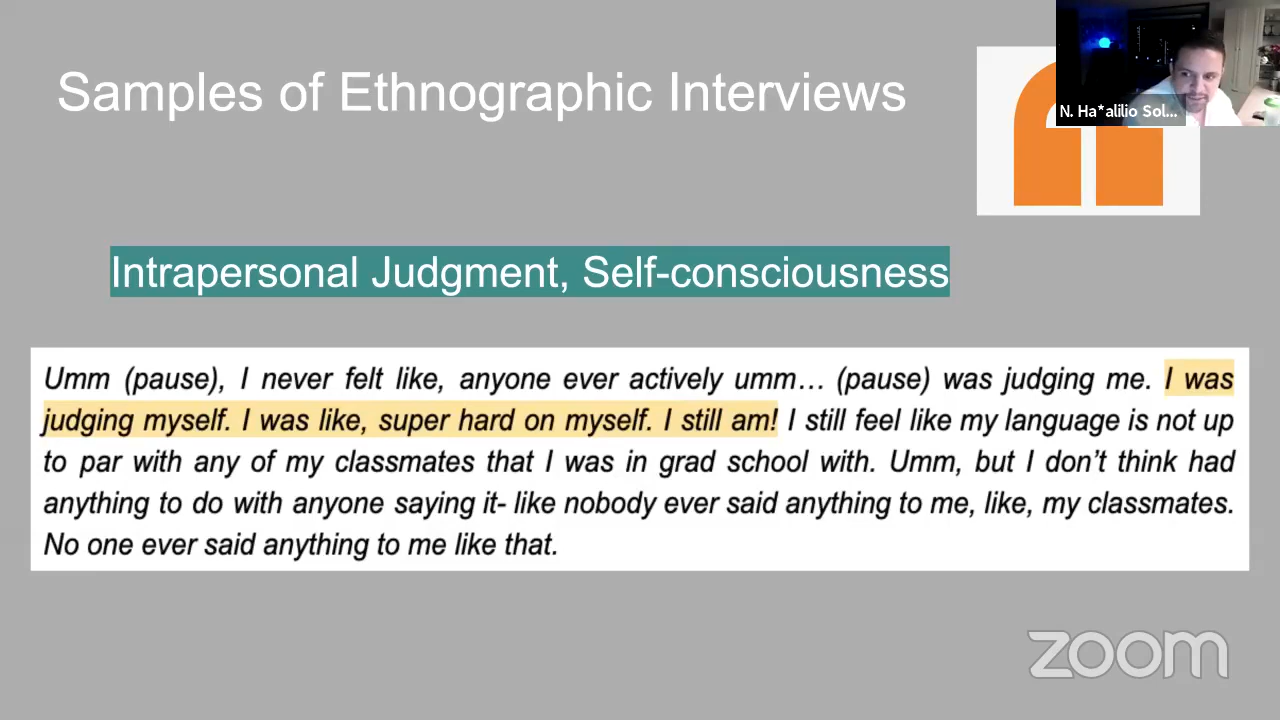 Samples of Ethnographic Interviews
N. Ha*alilio Sol...
Intrapersonal Judgment, Self-consciousness
Umm (pause), I never felt like, anyone ever actively umm… (pause) was judging me. I was
judging myself. I was like, super hard on myself. I still am! I still feel like my language is not up
to par with any of my classmates that I was in grad school with. Umm, but I don’t think had
anything to do with anyone saying it- like nobody ever said anything to me, like, my classmates.
No one ever said anything to me like that.
zoom